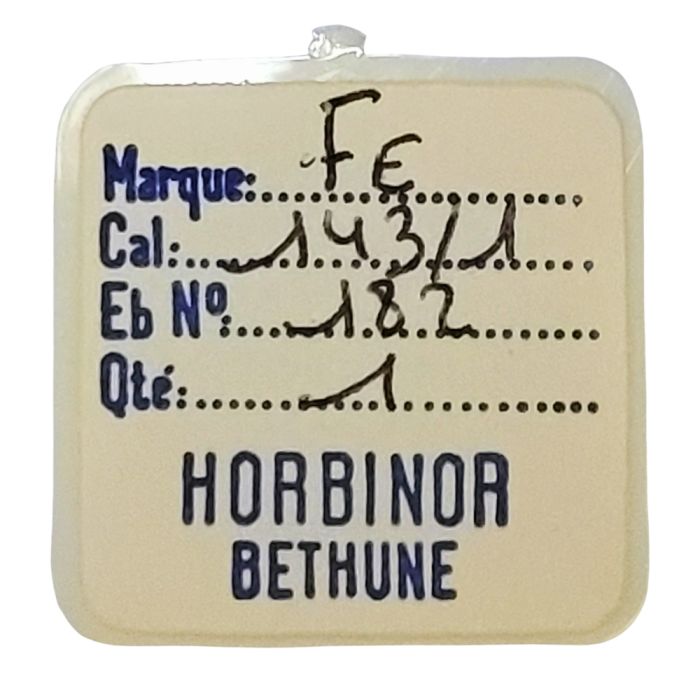 Marque: FE
Cal: 143/1
Eb Nº: 182
Qté: 1
HORBINOR
BETHUNE